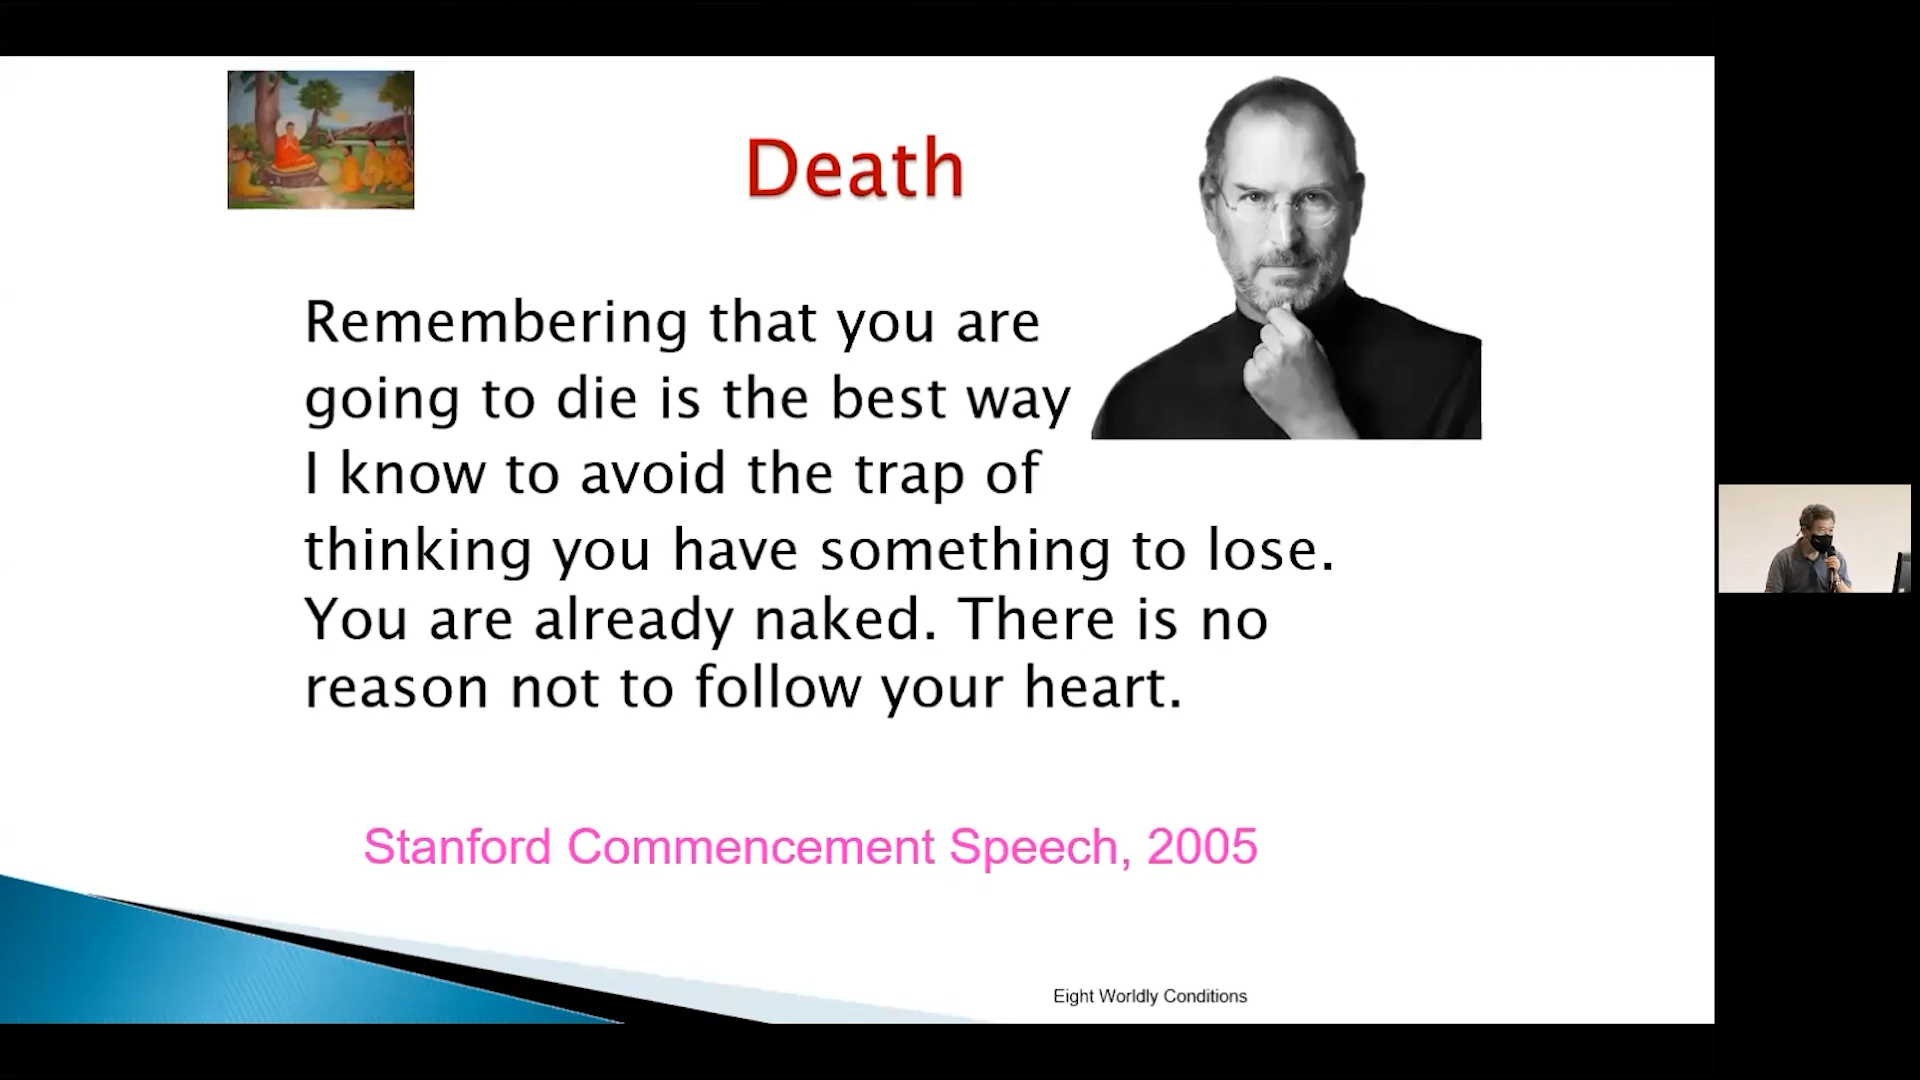 Death
Remembering that you are
going to die is the best way
I know to avoid the trap of
thinking you have something to lose.
You are already naked. There is no
reason not to follow your heart.
Stanford Commencement Speech, 2005
Eight Worldly Conditions